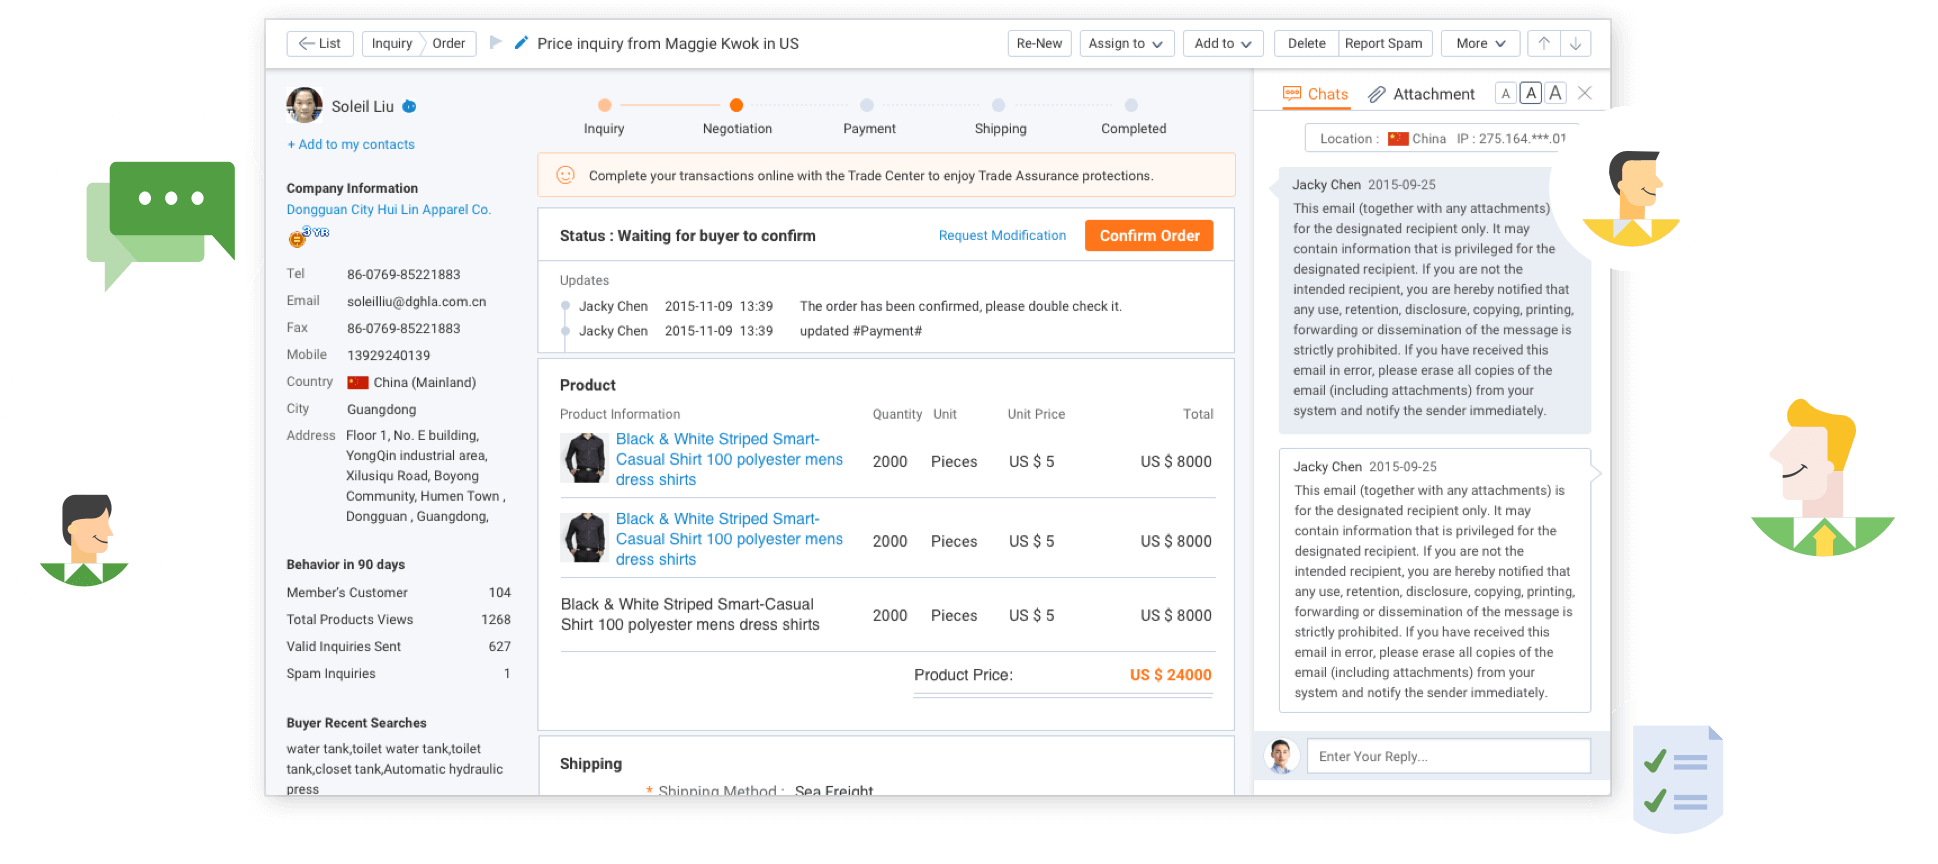 List
Inquiry Order
Price inquiry from Maggie Kwok in US
Re-New
Assign to
Add to
Delete Report Spam
More
Soleil Liu
+ Add to my contacts
Company Information
Dongguan City Hui Lin Apparel Co.
3 YR
Tel 86-0769-85221883
Email soleilliu@dghla.com.cn
Fax 86-0769-85221883
Mobile 13929240139
Country China (Mainland)
City Guangdong
Address Floor 1, No. E building,
YongQin industrial area,
Xilusiqu Road, Boyong
Community, Humen Town ,
Dongguan , Guangdong,
Behavior in 90 days
Member's Customer 104
Total Products Views 1268
Valid Inquiries Sent 627
Spam Inquiries 1
Buyer Recent Searches
water tank,toilet water tank,toilet
tank,closet tank,Automatic hydraulic
press
Inquiry Negotiation Payment Shipping Completed
Complete your transactions online with the Trade Center to enjoy Trade Assurance protections.
Status : Waiting for buyer to confirm
Request Modification
Confirm Order
Updates
Jacky Chen 2015-11-09 13:39 The order has been confirmed, please double check it.
Jacky Chen 2015-11-09 13:39 updated #Payment#
Product
Product Information Quantity Unit Unit Price Total
Black & White Striped Smart-
Casual Shirt 100 polyester mens
dress shirts
2000 Pieces US $ 5 US $ 8000
Black & White Striped Smart-
Casual Shirt 100 polyester mens
dress shirts
2000 Pieces US $ 5 US $ 8000
Black & White Striped Smart-Casual
Shirt 100 polyester mens dress shirts
2000 Pieces US $ 5 US $ 8000
Product Price: US $ 24000
Shipping
* Shipping Method : Sea Freight
Chats
Attachment
A A A
Location : China IP : 275.164.***.01
Jacky Chen 2015-09-25
This email (together with any attachments)
for the designated recipient only. It may
contain information that is privileged for the
designated recipient. If you are not the
intended recipient, you are hereby notified that
any use, retention, disclosure, copying, printing,
forwarding or dissemination of the message is
strictly prohibited. If you have received this
email in error, please erase all copies of the
email (including attachments) from your
system and notify the sender immediately.
Jacky Chen 2015-09-25
This email (together with any attachments) is
for the designated recipient only. It may
contain information that is privileged for the
designated recipient. If you are not the
intended recipient, you are hereby notified that
any use, retention, disclosure, copying, printing,
forwarding or dissemination of the message is
strictly prohibited. If you have received this
email in error, please erase all copies of the
email (including attachments) from your
system and notify the sender immediately.
Enter Your Reply...